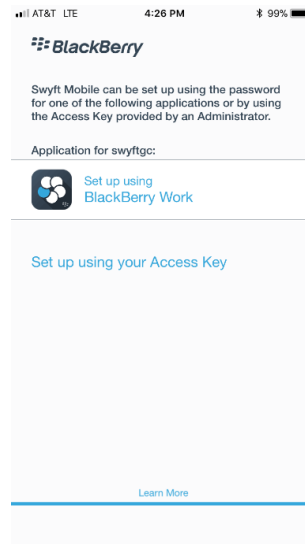 AT&T LTE 4:26 PM 99%
BlackBerry
Swyft Mobile can be set up using the password
for one of the following applications or by using
the Access Key provided by an Administrator.
Application for swyftgc:
Set up using
BlackBerry Work
Set up using your Access Key
Learn More